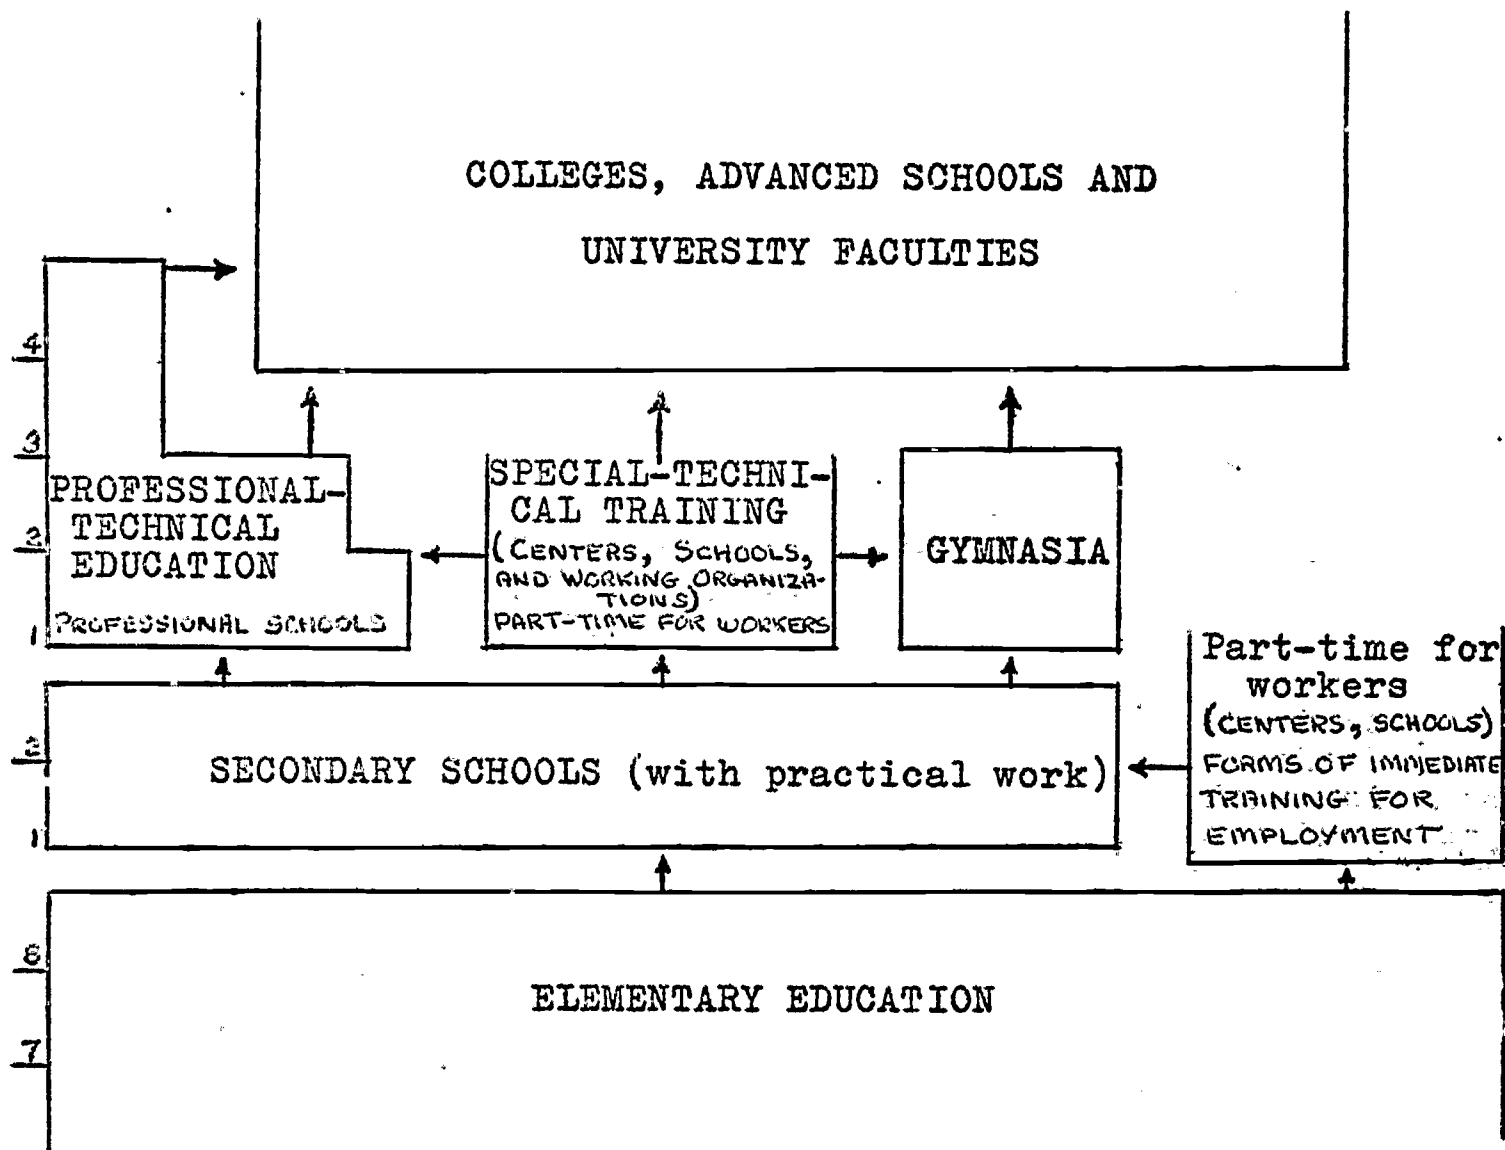 COLLEGES, ADVANCED SCHOOLS AND
UNIVERSITY FACULTIES
4
3
2
1
PROFESSIONAL-
TECHNICAL
EDUCATION
PROFESSIONAL SCHOOLS
SPECIAL-TECHNI-
CAL TRAINING
(CENTERS, SCHOOLS,
AND WORKING ORGANIZA-
TIONS)
PART-TIME FOR WORKERS
GYMNASIA
Part-time for
workers
(CENTERS, SCHOOLS)
FORMS OF IMMEDIATE
TRAINING FOR
EMPLOYMENT
2
1
SECONDARY SCHOOLS (with practical work)
8
7
ELEMENTARY EDUCATION